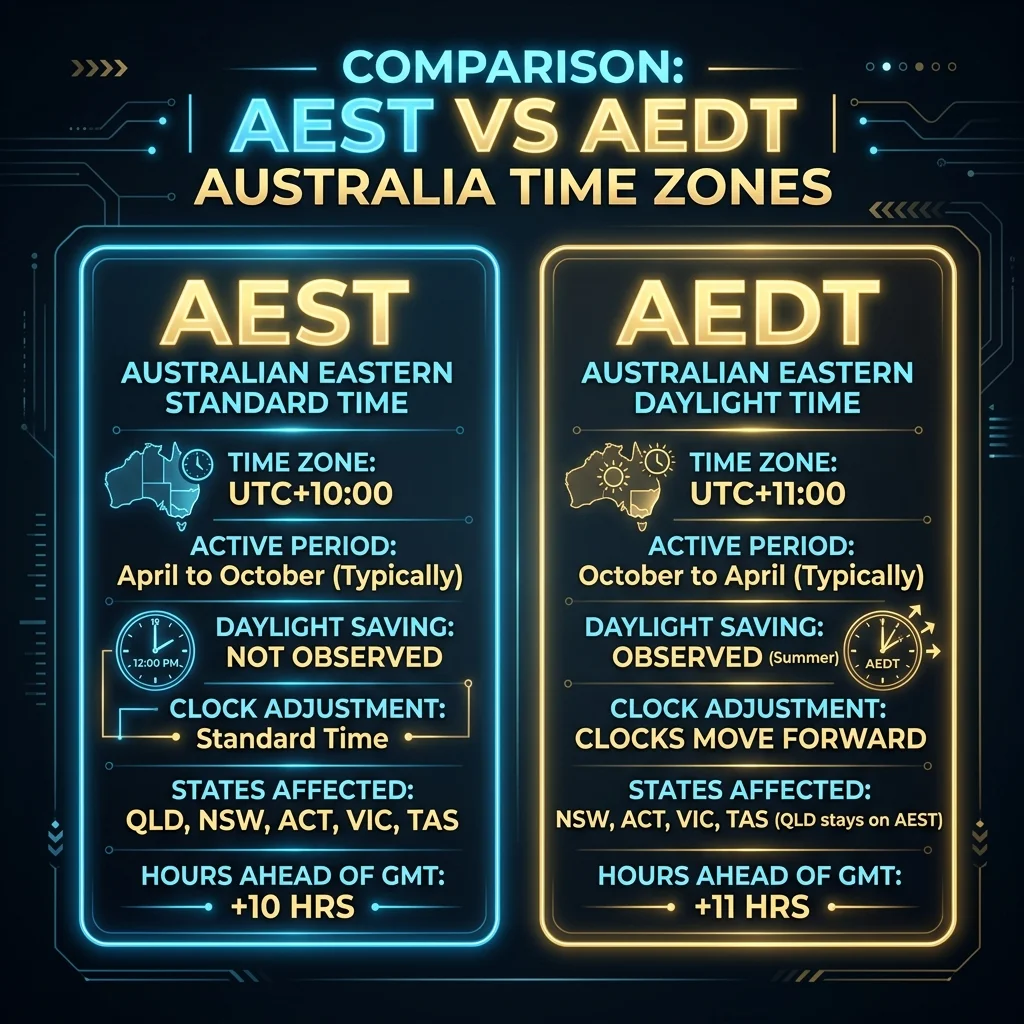 COMPARISON:
AEST VS AEDT
AUSTRALIA TIME ZONES
AEST
AUSTRALIAN EASTERN
STANDARD TIME
TIME ZONE:
UTC+10:00
ACTIVE PERIOD:
April to October (Typically)
12:00 PM
DAYLIGHT SAVING:
NOT OBSERVED
CLOCK ADJUSTMENT:
Standard Time
STATES AFFECTED:
QLD, NSW, ACT, VIC, TAS
HOURS AHEAD OF GMT:
+10 HRS
AEDT
AUSTRALIAN EASTERN
DAYLIGHT TIME
TIME ZONE:
UTC+11:00
ACTIVE PERIOD:
October to April (Typically)
DAYLIGHT SAVING:
OBSERVED (Summer)
AEDT
CLOCK ADJUSTMENT:
CLOCKS MOVE FORWARD
STATES AFFECTED:
NSW, ACT, VIC, TAS (QLD stays on AEST)
HOURS AHEAD OF GMT:
+11 HRS